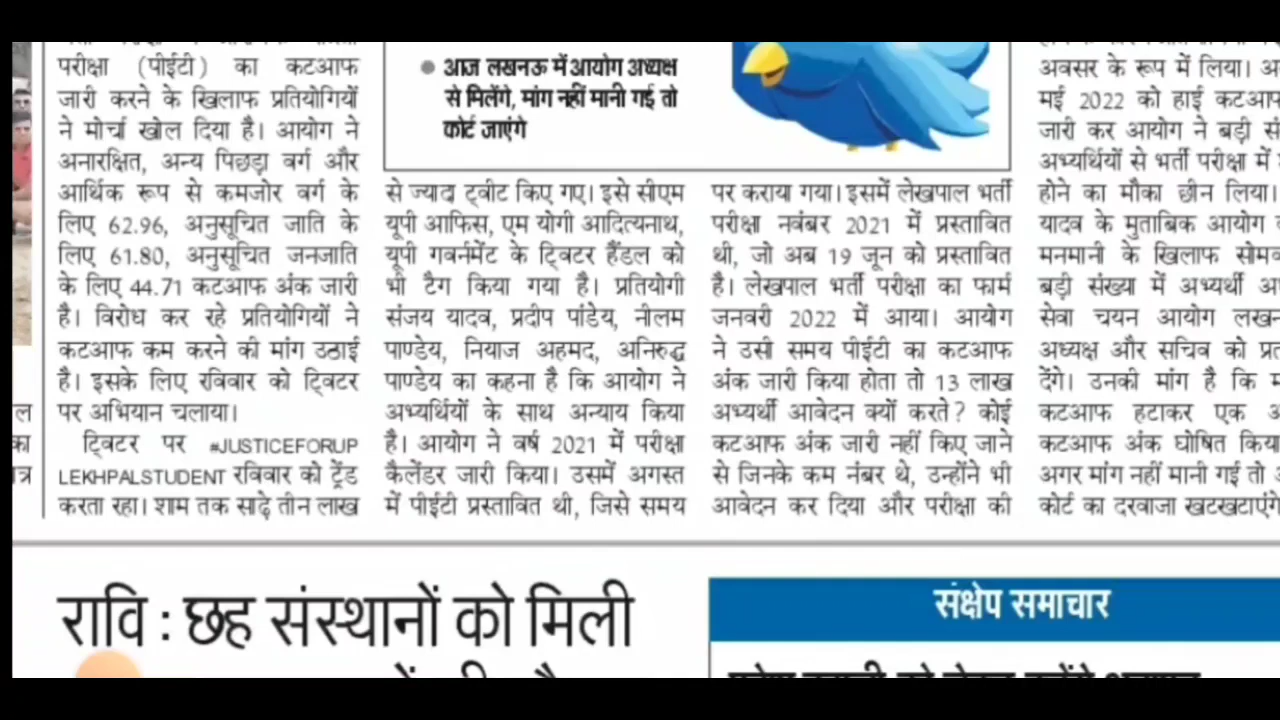 परीक्षा (पीईटी) का कटआफ
जारी करने के खिलाफ प्रतियोगियों
ने मोर्चा खोल दिया है। आयोग ने
अनारक्षित, अन्य पिछड़ा वर्ग और
आर्थिक रूप से कमजोर वर्ग के
लिए 62.96, अनुसूचित जाति के
लिए 61.80, अनुसूचित जनजाति
के लिए 44.71 कटआफ अंक जारी
है। विरोध कर रहे प्रतियोगियों ने
कटआफ कम करने की मांग उठाई
है। इसके लिए रविवार को ट्विटर
पर अभियान चलाया।
ट्विटर पर #JUSTICEFORUP
LEKHPALSTUDENT रविवार को ट्रेंड
करता रहा। शाम तक साढ़े तीन लाख
● आज लखनऊ में आयोग अध्यक्ष
से मिलेंगे, मांग नहीं मानी गई तो
कोर्ट जाएंगे
से ज्यादा ट्वीट किए गए। इसे सीएम
यूपी आफिस, एम योगी आदित्यनाथ,
यूपी गवर्नमेंट के ट्विटर हैंडल को
भी टैग किया गया है। प्रतियोगी
संजय यादव, प्रदीप पांडेय, नीलम
पाण्डेय, नियाज अहमद, अनिरुद्ध
पाण्डेय का कहना है कि आयोग ने
अभ्यर्थियों के साथ अन्याय किया
है। आयोग ने वर्ष 2021 में परीक्षा
कैलेंडर जारी किया। उसमें अगस्त
में पीईटी प्रस्तावित थी, जिसे समय
पर कराया गया। इसमें लेखपाल भर्ती
परीक्षा नवंबर 2021 में प्रस्तावित
थी, जो अब 19 जून को प्रस्तावित
है। लेखपाल भर्ती परीक्षा का फार्म
जनवरी 2022 में आया। आयोग
ने उसी समय पीईटी का कटआफ
अंक जारी किया होता तो 13 लाख
अभ्यर्थी आवेदन क्यों करते? कोई
कटआफ अंक जारी नहीं किए जाने
से जिनके कम नंबर थे, उन्होंने भी
आवेदन कर दिया और परीक्षा की
अवसर के रूप में लिया।
मई 2022 को हाई कटआफ
जारी कर आयोग ने बड़ी
अभ्यर्थियों से भर्ती परीक्षा में
होने का मौका छीन लिया।
यादव के मुताबिक आयोग
मनमानी के खिलाफ
बड़ी संख्या में अभ्यर्थी
सेवा चयन आयोग
अध्यक्ष और सचिव को
देंगे। उनकी मांग है कि
कटआफ हटाकर एक
कटआफ अंक घोषित किया
अगर मांग नहीं मानी गई तो
कोर्ट का दरवाजा खटखटाएंगे
रावि : छह संस्थानों को मिली
संक्षेप समाचार